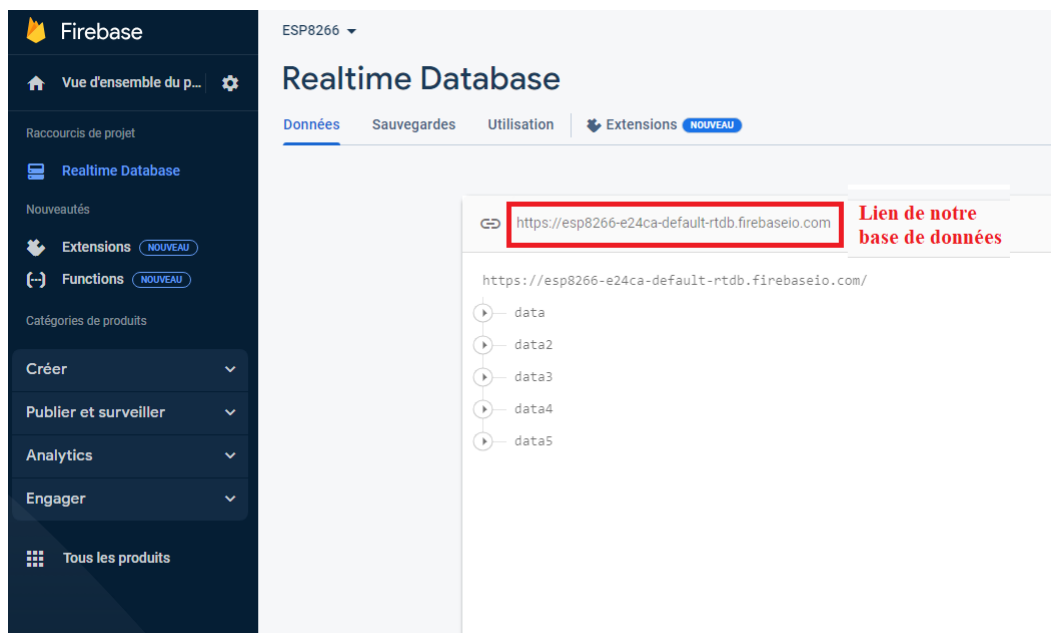 Firebase
Vue d'ensemble du p...
Raccourcis de projet
Realtime Database
Nouveautés
Extensions NOUVEAU
Functions NOUVEAU
Catégories de produits
Créer
Publier et surveiller
Analytics
Engager
Tous les produits
ESP8266
Realtime Database
Données Sauvegardes Utilisation Extensions NOUVEAU
https://esp8266-e24ca-default-rtdb.firebaseio.com
Lien de notre
base de données
https://esp8266-e24ca-default-rtdb.firebaseio.com/
data
data2
data3
data4
data5